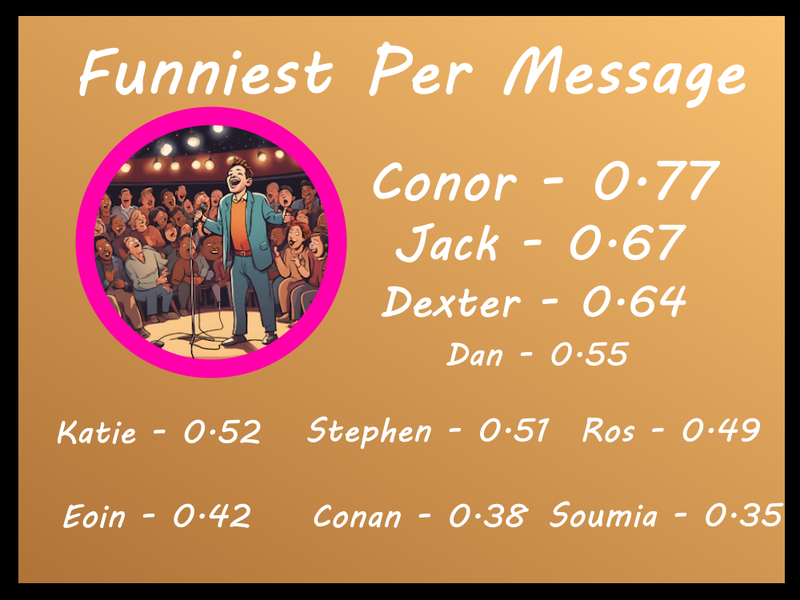 Funniest Per Message
Conor - 0.77
Jack - 0.67
Dexter - 0.64
Dan - 0.55
Katie - 0.52 Stephen - 0.51 Ros - 0.49
Eoin - 0.42 Conan - 0.38 Soumia - 0.35